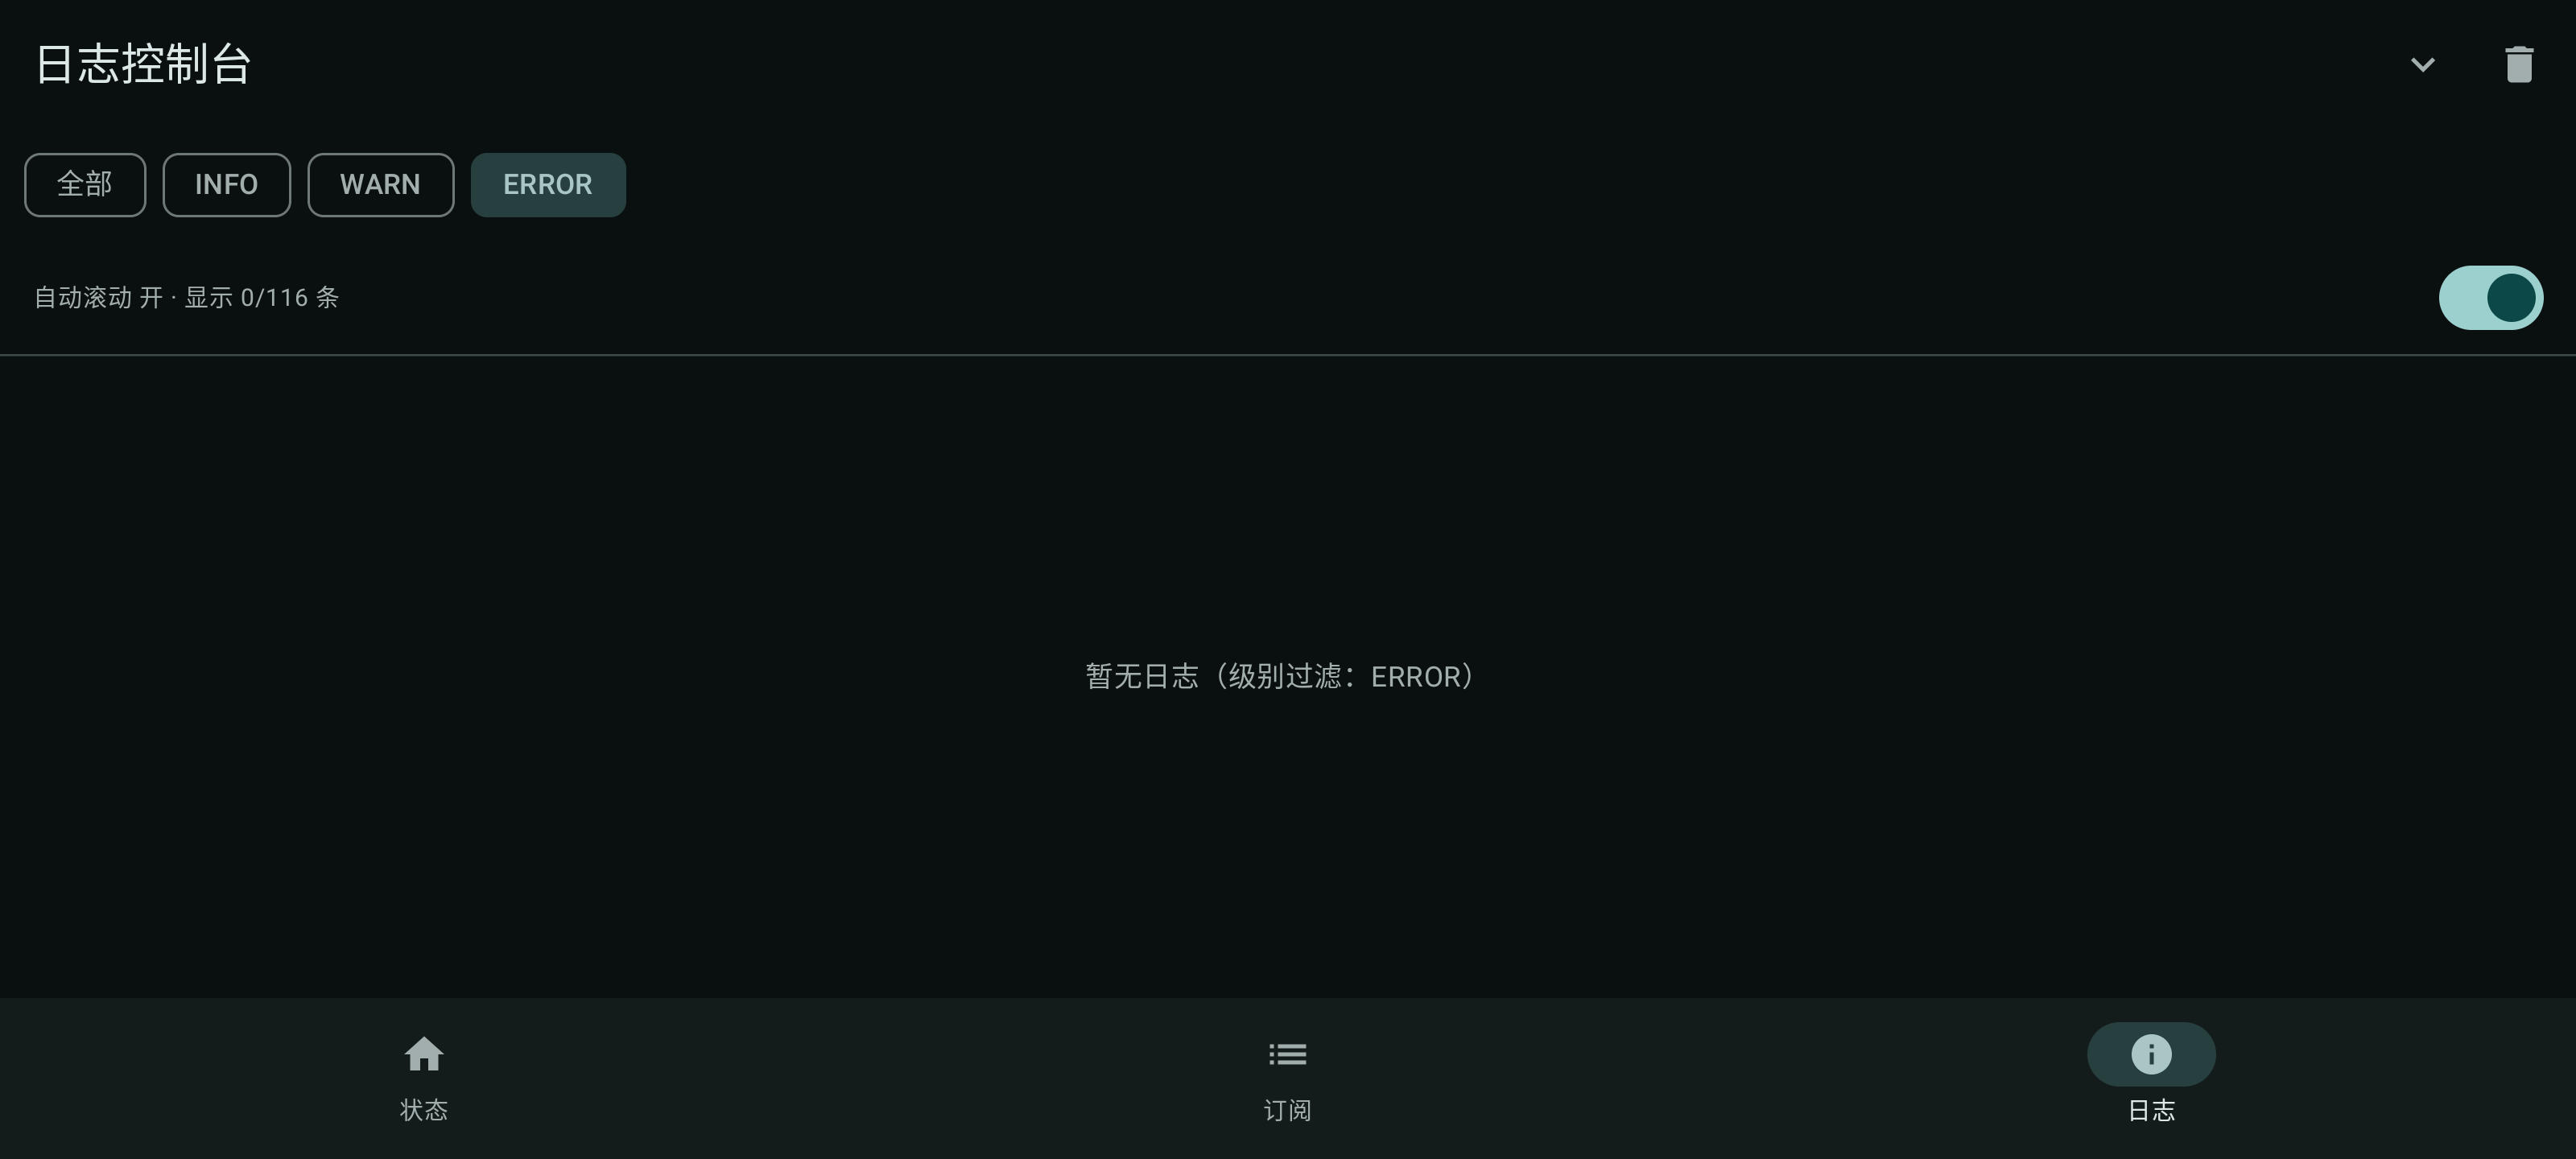 日志控制台
全部
INFO
WARN
ERROR
自动滚动 开 · 显示 0/116 条
暂无日志（级别过滤：ERROR）
状态
订阅
日志